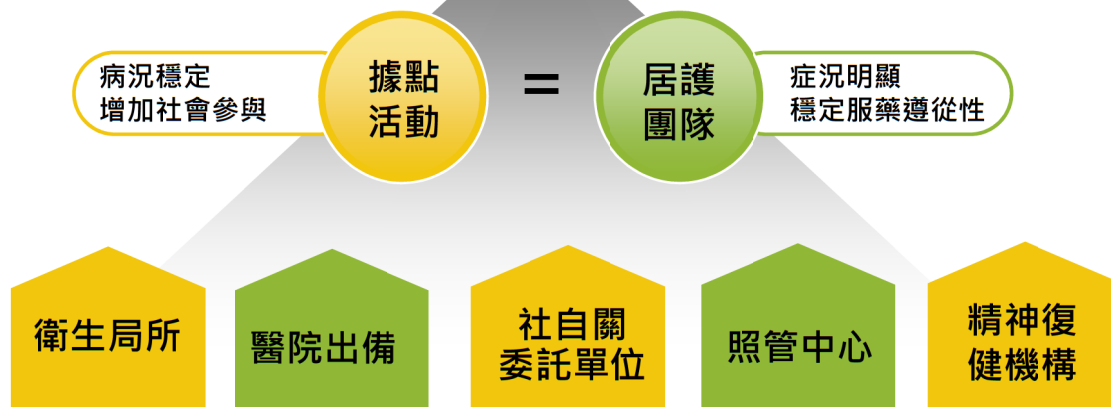 病況穩定
增加社會參與
據點
活動
=
居護
團隊
症況明顯
穩定服藥遵從性
衛生局所
醫院出備
社自關
委託單位
照管中心
精神復
健機構